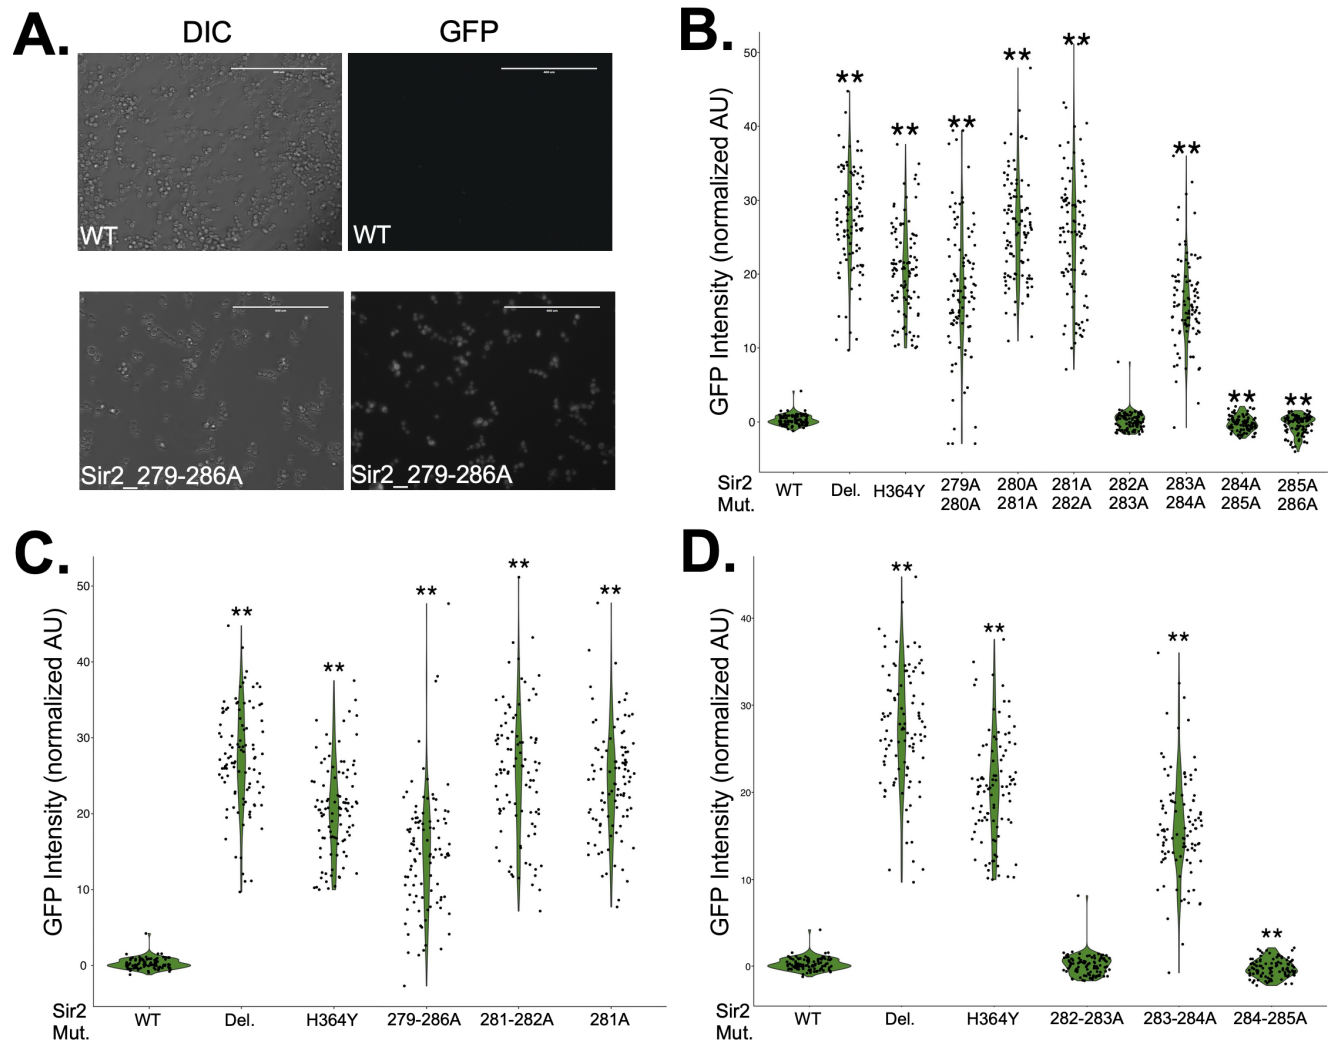 A.
DIC
GFP
WT
WT
Sir2_279-286A
Sir2_279-286A
B.
GFP Intensity (normalized AU)
50
40
30
20
10
0
**
**
**
**
**
**
**
**
Sir2
Mut.
WT
Del.
H364Y
279A
280A
280A
281A
281A
282A
282A
283A
283A
284A
284A
285A
285A
286A
C.
GFP Intensity (normalized AU)
50
40
30
20
10
0
**
**
**
**
**
Sir2
Mut.
WT
Del.
H364Y
279-286A
281-282A
281A
D.
GFP Intensity (normalized AU)
40
30
20
10
0
**
**
**
**
Sir2
Mut.
WT
Del.
H364Y
282-283A
283-284A
284-285A